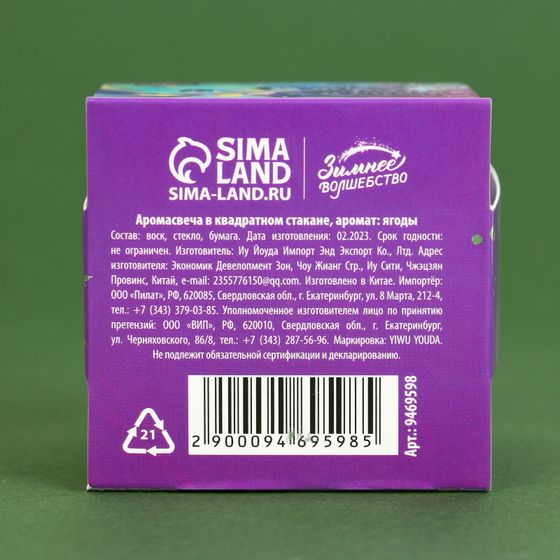 SIMA
LAND
SIMA-LAND.RU
Зимнее
ВОЛШЕБСТВО
Аромасвеча в квадратном стакане, аромат: ягоды
Состав: воск, стекло, бумага. Дата изготовления: 02.2023. Срок годности:
не ограничен. Изготовитель: Иу Йоуда Импорт Энд Экспорт Ко., Лтд. Адрес
изготовителя: Экономик Девелопмент Зон, Чоу Жианг Стр., Иу Сити, Чжэцзян
Провинс, Китай, e-mail: 2355776150@qq.com. Изготовлено в Китае. Импортёр:
ООО «Пилат», РФ, 620085, Свердловская обл., г. Екатеринбург, ул. 8 Марта, 212-4,
тел.: +7 (343) 379-03-85. Уполномоченное изготовителем лицо по принятию
претензий: ООО «ВИП», РФ, 620010, Свердловская обл., г. Екатеринбург,
ул. Черняховского, 86/8, тел.: +7 (343) 287-56-96. Маркировка: YIWU YOUDA.
Не подлежит обязательной сертификации и декларированию.
21
2900094695985
Арт.: 9469598